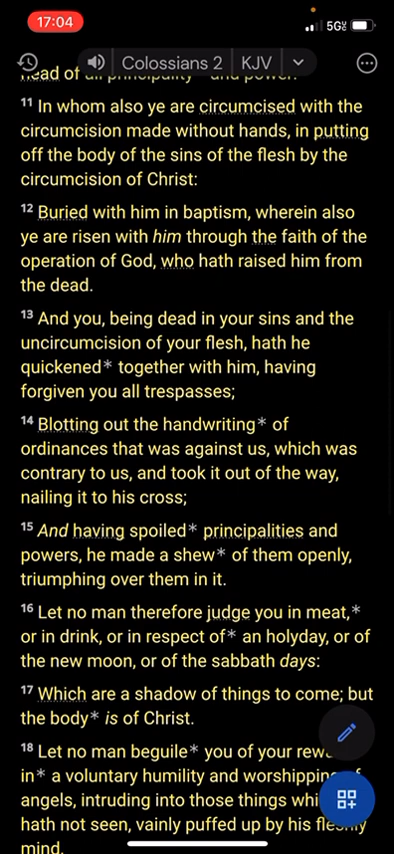 17:04
5G
Colossians 2 KJV
head of all principality and power:
11 In whom also ye are circumcised with the
circumcision made without hands, in putting
off the body of the sins of the flesh by the
circumcision of Christ:
12 Buried with him in baptism, wherein also
ye are risen with him through the faith of the
operation of God, who hath raised him from
the dead.
13 And you, being dead in your sins and the
uncircumcision of your flesh, hath he
quickened* together with him, having
forgiven you all trespasses;
14 Blotting out the handwriting* of
ordinances that was against us, which was
contrary to us, and took it out of the way,
nailing it to his cross;
15 And having spoiled* principalities and
powers, he made a shew* of them openly,
triumphing over them in it.
16 Let no man therefore judge you in meat,*
or in drink, or in respect of* an holyday, or of
the new moon, or of the sabbath days:
17 Which are a shadow of things to come; but
the body* is of Christ.
18 Let no man beguile* you of your
in* a voluntary humility and worshipping of
angels, intruding into those things
hath not seen, vainly puffed up by his fleshly
mind.